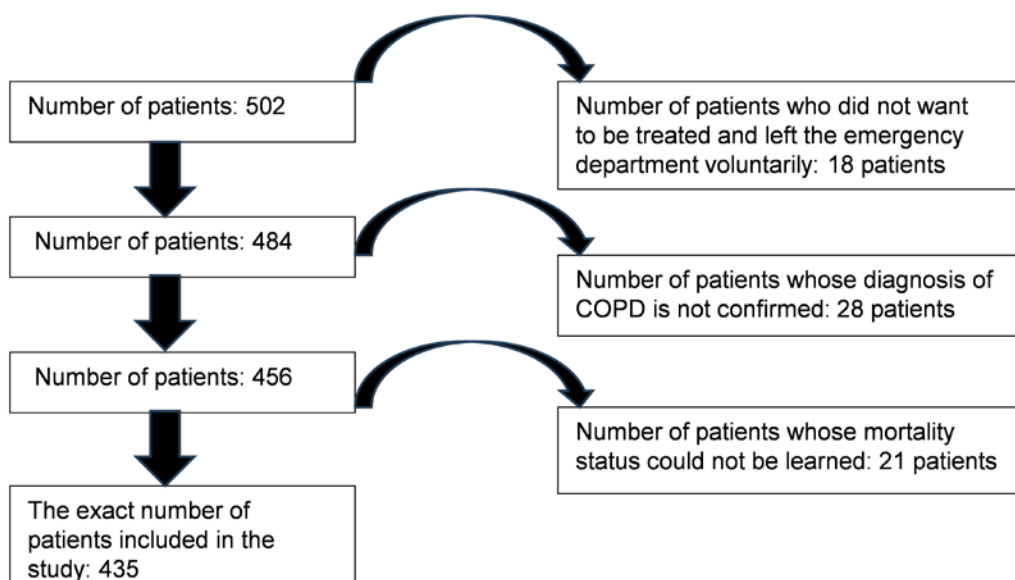 Number of patients: 502
Number of patients who did not want
to be treated and left the emergency
department voluntarily: 18 patients
Number of patients: 484
Number of patients whose diagnosis of
COPD is not confirmed: 28 patients
Number of patients: 456
Number of patients whose mortality
status could not be learned: 21 patients
The exact number of
patients included in the
study: 435